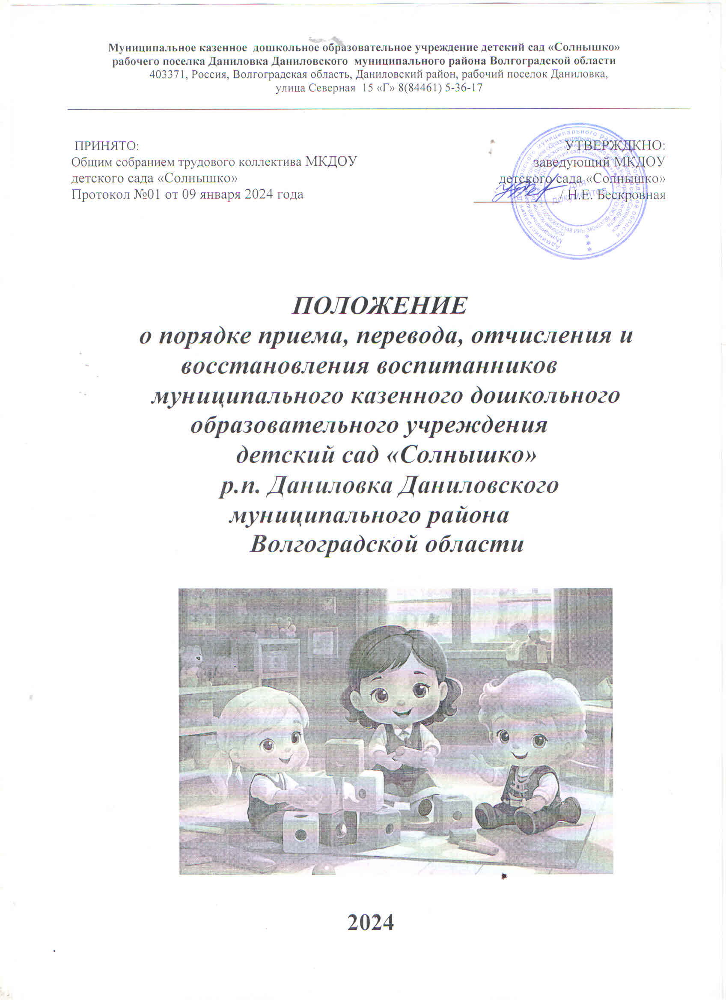 Муниципальное казенное дошкольное образовательное учреждение детский сад «Солнышко»
рабочего поселка Даниловка Даниловского муниципального района Волгоградской области
403371, Россия, Волгоградская область, Даниловский район, рабочий поселок Даниловка,
улица Северная 15 «Г» 8(84461) 5-36-17
ПРИНЯТО:
Общим собранием трудового коллектива МКДОУ
детского сада «Солнышко»
Протокол №01 от 09 января 2024 года
УТВЕРЖДКНО:
заведующий МКДОУ
детского сада «Солнышко»
/ Н.Е. Бескровная
Для
документов
ПОЛОЖЕНИЕ
о порядке приема, перевода, отчисления и
восстановления воспитанников
муниципального казенного дошкольного
образовательного учреждения
детский сад «Солнышко»
р.п. Даниловка Даниловского
муниципального района
Волгоградской области
2024